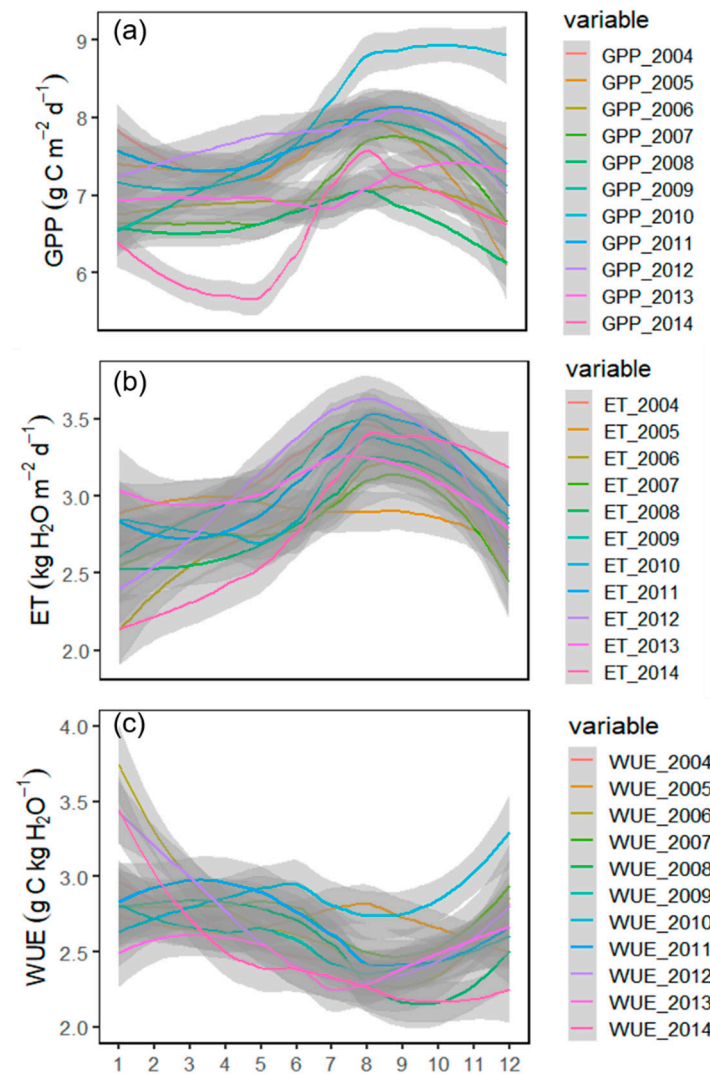 (a)
GPP (g C m−2 d−1)
9
8
7
6
variable
GPP_2004
GPP_2005
GPP_2006
GPP_2007
GPP_2008
GPP_2009
GPP_2010
GPP_2011
GPP_2012
GPP_2013
GPP_2014
(b)
ET (kg H2O m−2 d−1)
3.5
3.0
2.5
2.0
variable
ET_2004
ET_2005
ET_2006
ET_2007
ET_2008
ET_2009
ET_2010
ET_2011
ET_2012
ET_2013
ET_2014
(c)
WUE (g C kg H2O−1)
4.0
3.5
3.0
2.5
2.0
1 2 3 4 5 6 7 8 9 10 11 12
variable
WUE_2004
WUE_2005
WUE_2006
WUE_2007
WUE_2008
WUE_2009
WUE_2010
WUE_2011
WUE_2012
WUE_2013
WUE_2014